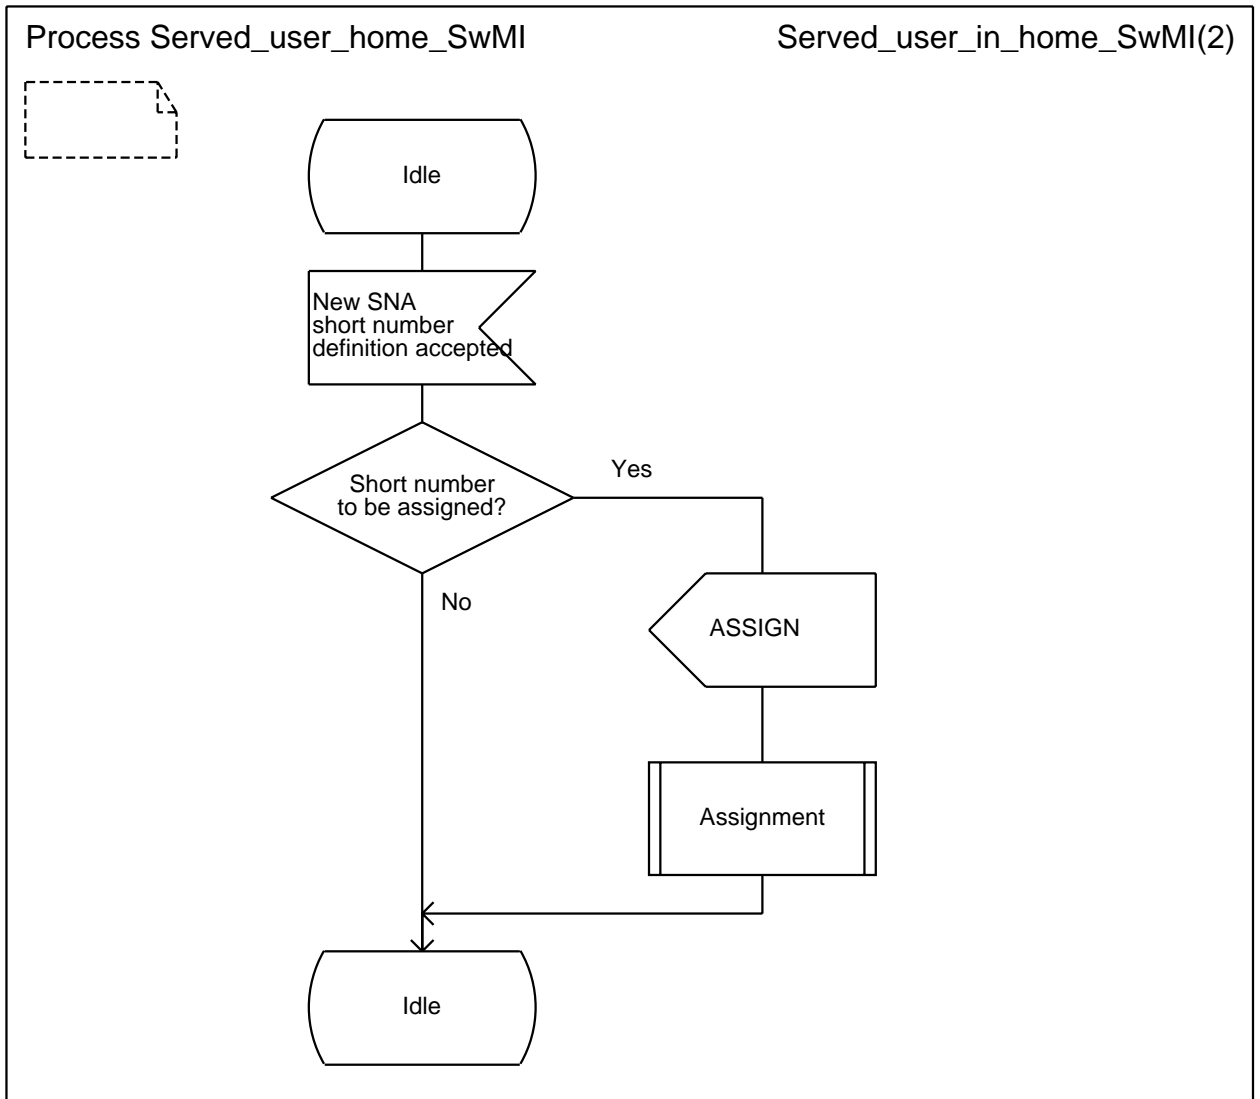 Process Served_user_home_SwMI
Served_user_in_home_SwMI(2)
Idle
New SNA
short number
definition accepted
Short number
to be assigned?
Yes
No
ASSIGN
Assignment
Idle